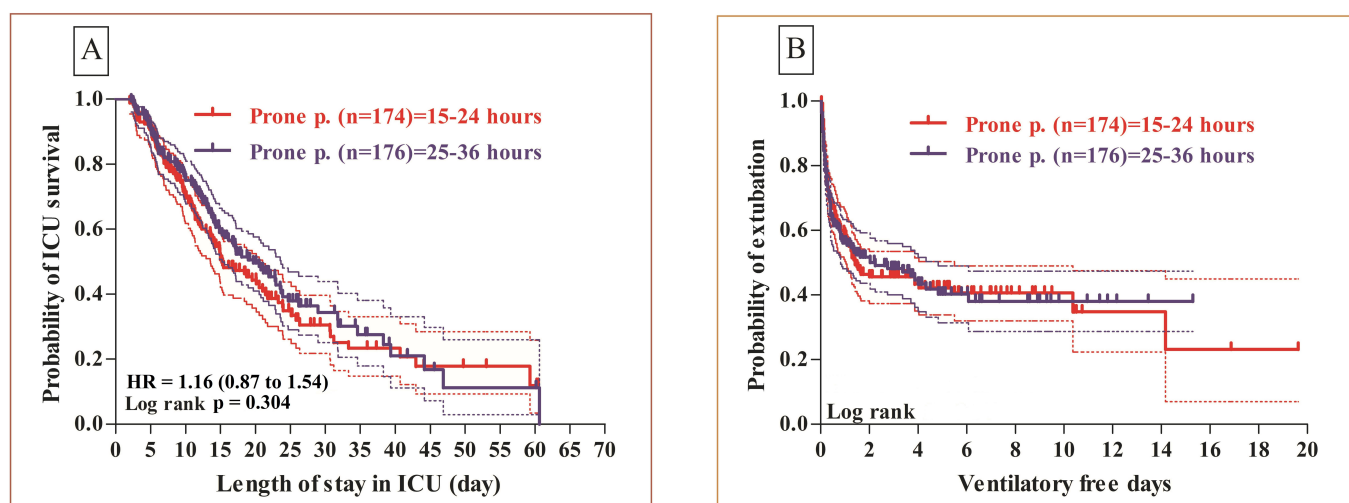 A
Probability of ICU survival
1.0
0.8
0.6
0.4
0.2
0.0
Prone p. (n=174)=15-24 hours
Prone p. (n=176)=25-36 hours
HR = 1.16 (0.87 to 1.54)
Log rank p = 0.304
0 5 10 15 20 25 30 35 40 45 50 55 60 65 70
Length of stay in ICU (day)
B
Probability of extubation
1.0
0.8
0.6
0.4
0.2
0.0
Prone p. (n=174)=15-24 hours
Prone p. (n=176)=25-36 hours
Log rank
0 2 4 6 8 10 12 14 16 18 20
Ventilatory free days